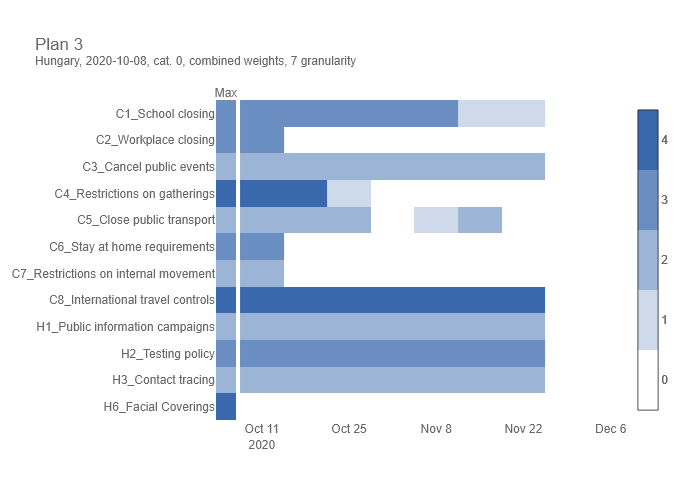 Plan 3
Hungary, 2020-10-08, cat. 0, combined weights, 7 granularity
Max
C1_School closing
C2_Workplace closing
C3_Cancel public events
C4_Restrictions on gatherings
C5_Close public transport
C6_Stay at home requirements
C7_Restrictions on internal movement
C8_International travel controls
H1_Public information campaigns
H2_Testing policy
H3_Contact tracing
H6_Facial Coverings
Oct 11 Oct 25 Nov 8 Nov 22 Dec 6
2020
4
3
2
1
0